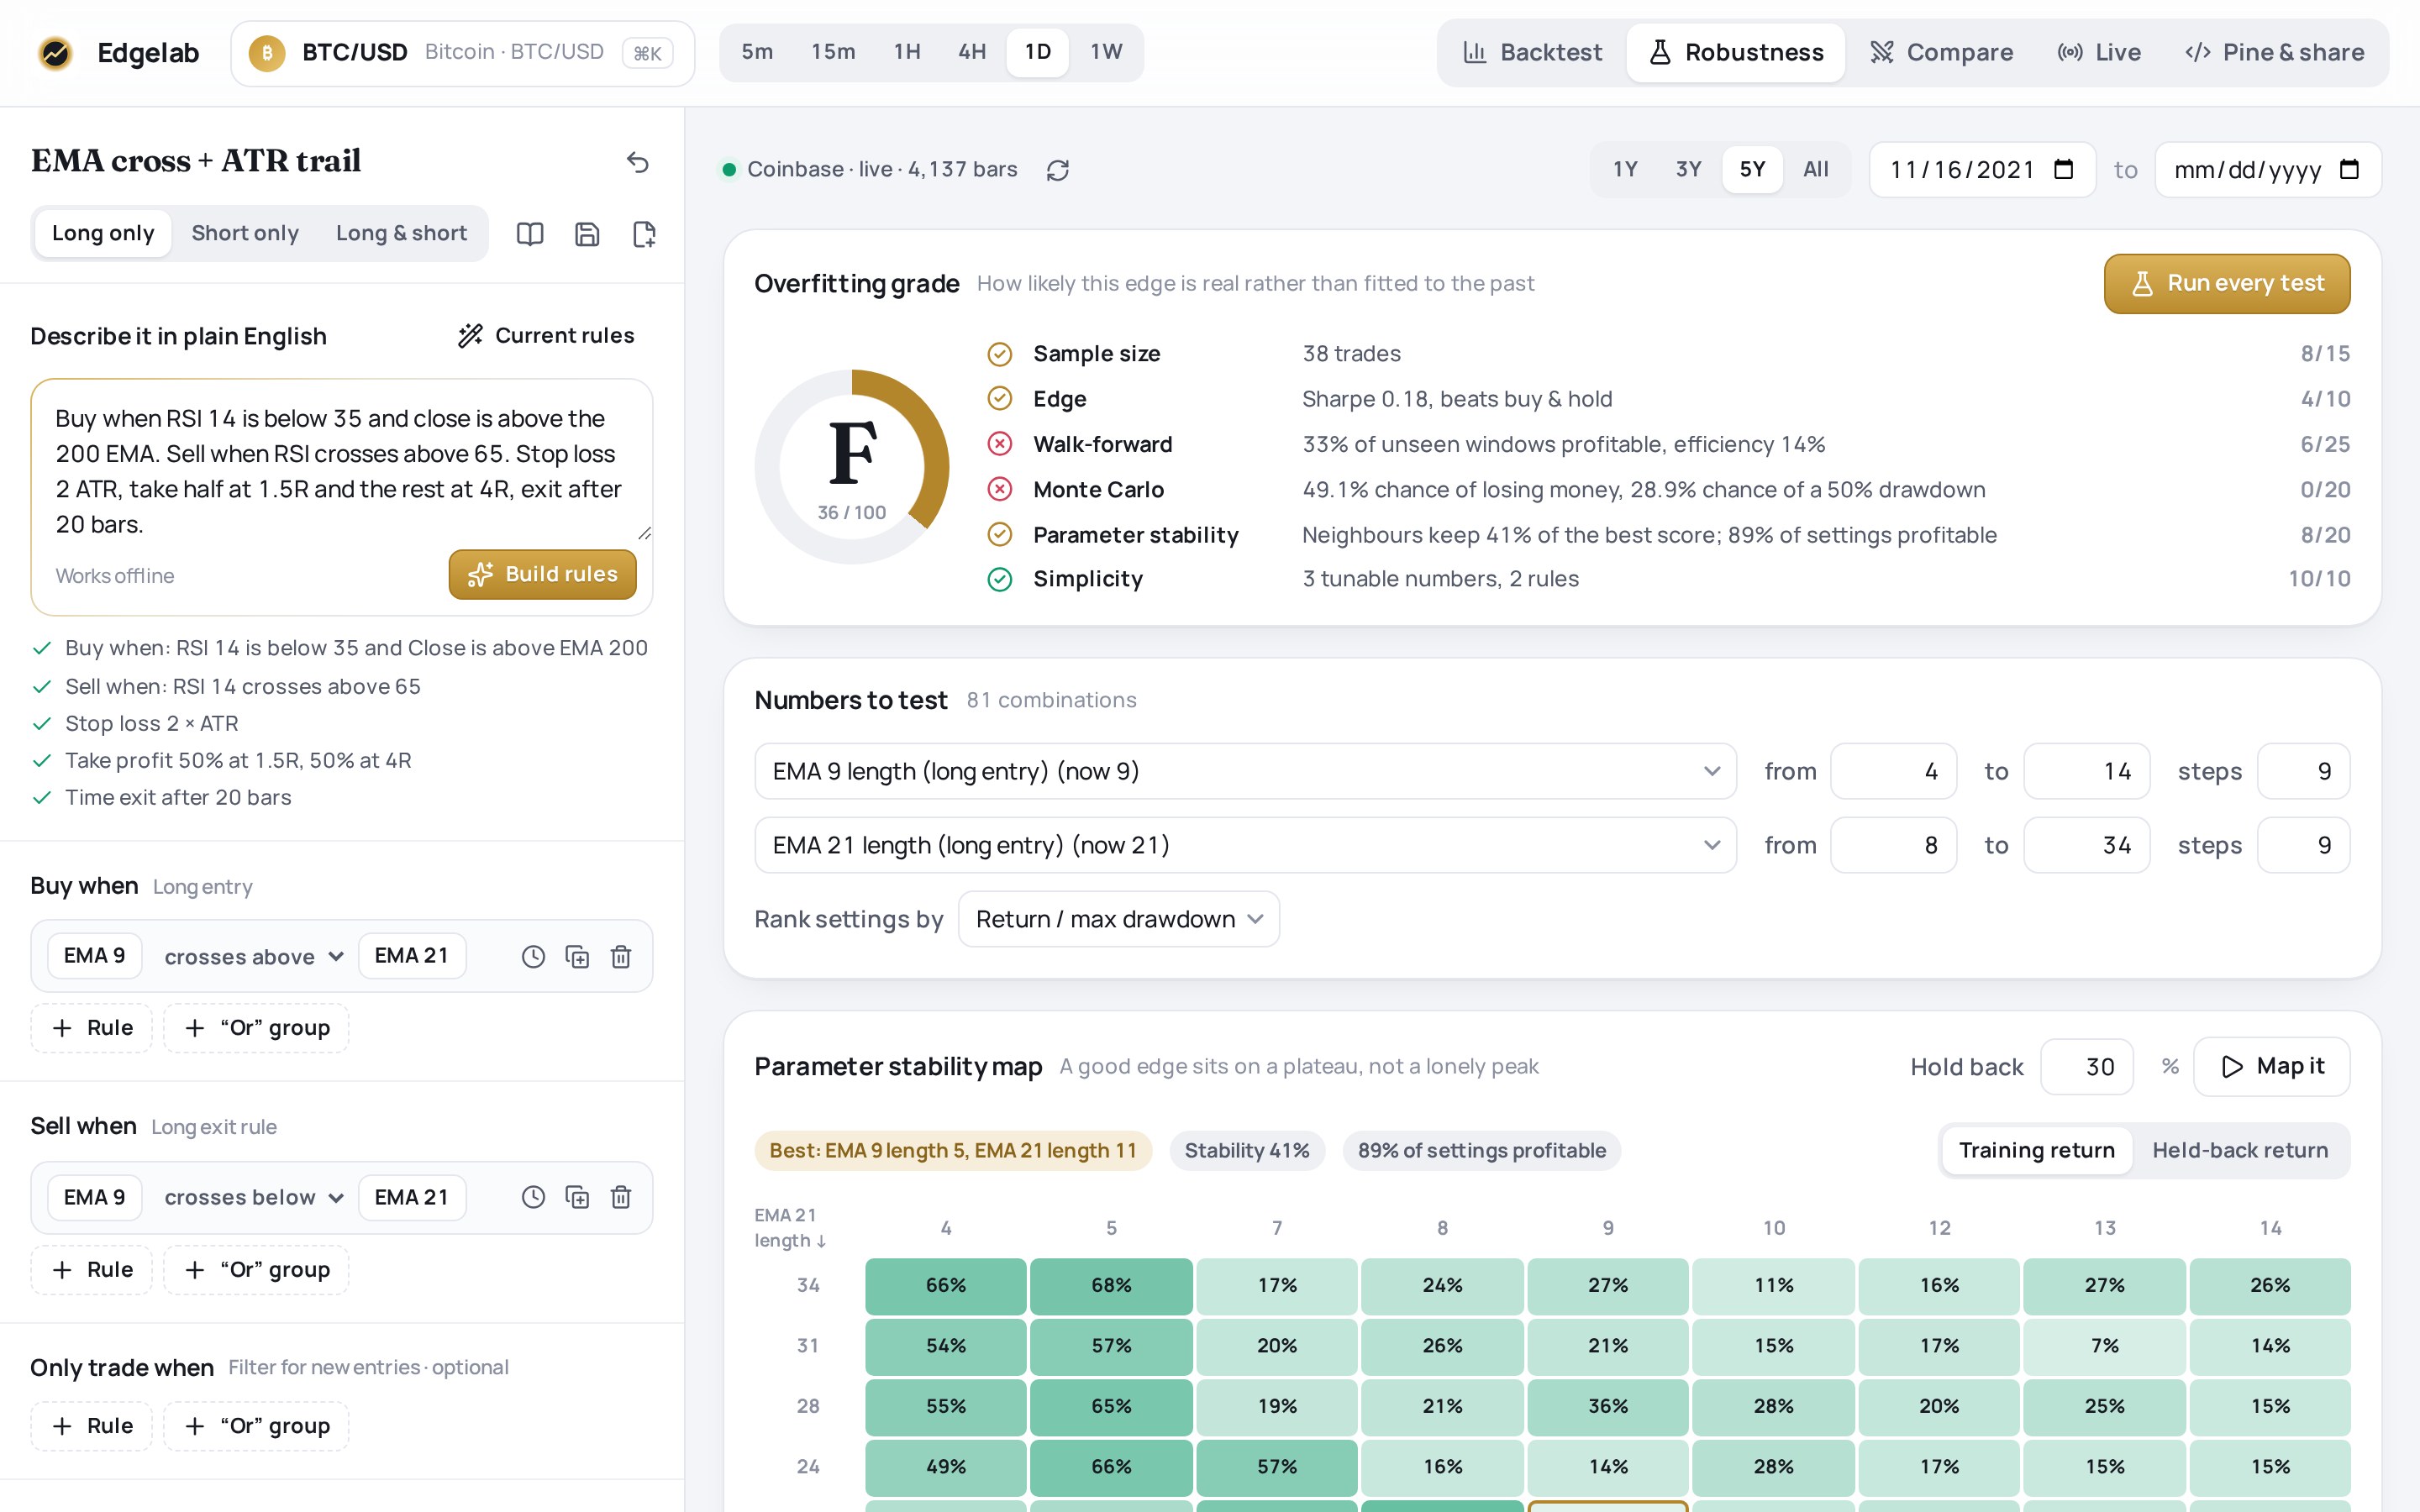 Edgelab
BTC/USD Bitcoin · BTC/USD ⌘K
5m 15m 1H 4H 1D 1W
Backtest Robustness Compare Live Pine & share
EMA cross + ATR trail
Long only Short only Long & short
Describe it in plain English Current rules
Buy when RSI 14 is below 35 and close is above the
200 EMA. Sell when RSI crosses above 65. Stop loss
2 ATR, take half at 1.5R and the rest at 4R, exit after
20 bars.
Works offline Build rules
Buy when: RSI 14 is below 35 and Close is above EMA 200
Sell when: RSI 14 crosses above 65
Stop loss 2 × ATR
Take profit 50% at 1.5R, 50% at 4R
Time exit after 20 bars
Buy when Long entry
EMA 9 crosses above EMA 21
+ Rule + “Or” group
Sell when Long exit rule
EMA 9 crosses below EMA 21
+ Rule + “Or” group
Only trade when Filter for new entries · optional
+ Rule + “Or” group
Coinbase · live · 4,137 bars
1Y 3Y 5Y All 11/16/2021 to mm/dd/yyyy
Overfitting grade How likely this edge is real rather than fitted to the past Run every test
F
36 / 100
Sample size 38 trades 8/15
Edge Sharpe 0.18, beats buy & hold 4/10
Walk-forward 33% of unseen windows profitable, efficiency 14% 6/25
Monte Carlo 49.1% chance of losing money, 28.9% chance of a 50% drawdown 0/20
Parameter stability Neighbours keep 41% of the best score; 89% of settings profitable 8/20
Simplicity 3 tunable numbers, 2 rules 10/10
Numbers to test 81 combinations
EMA 9 length (long entry) (now 9) from 4 to 14 steps 9
EMA 21 length (long entry) (now 21) from 8 to 34 steps 9
Rank settings by Return / max drawdown
Parameter stability map A good edge sits on a plateau, not a lonely peak Hold back 30 % Map it
Best: EMA 9 length 5, EMA 21 length 11 Stability 41% 89% of settings profitable Training return Held-back return
EMA 21
length ↓ 4 5 7 8 9 10 12 13 14
34 66% 68% 17% 24% 27% 11% 16% 27% 26%
31 54% 57% 20% 26% 21% 15% 17% 7% 14%
28 55% 65% 19% 21% 36% 28% 20% 25% 15%
24 49% 66% 57% 16% 14% 28% 17% 15% 15%